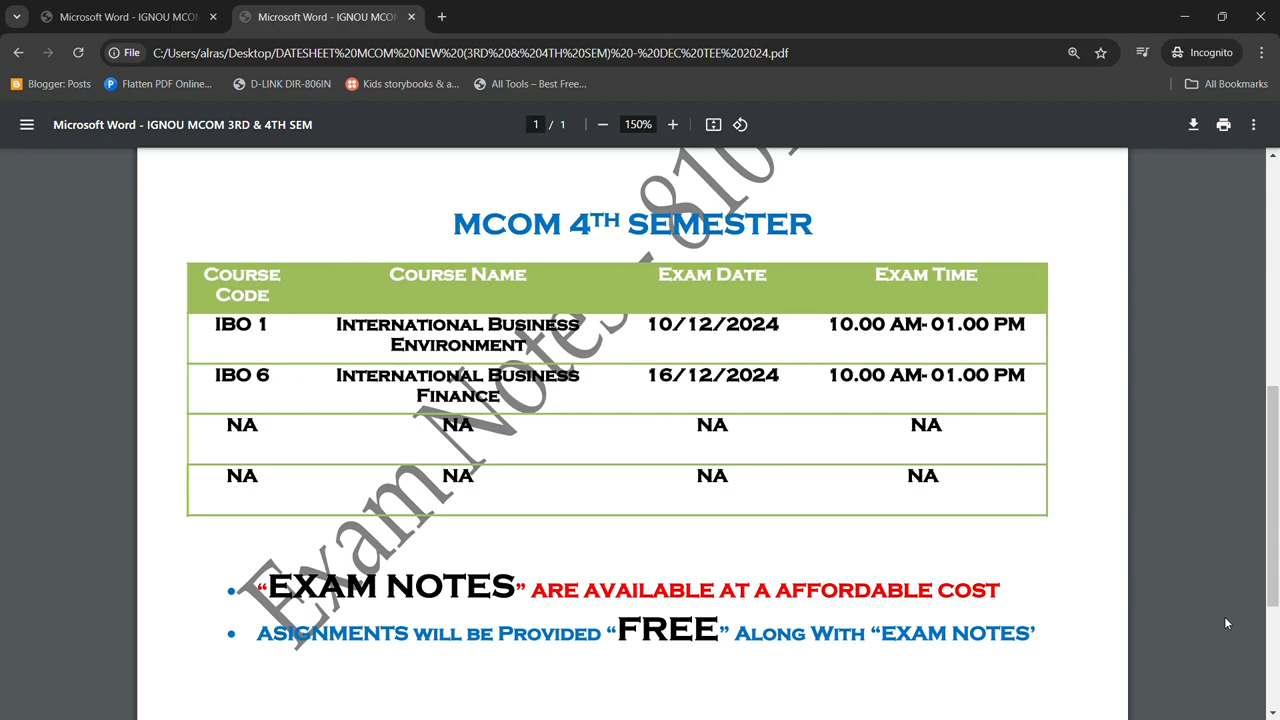 Microsoft Word - IGNOU MCO
Microsoft Word - IGNOU MCO
File
C:/Users/alras/Desktop/DATESHEET%20MCOM%20NEW%20(3RD%20&%204TH%20SEM)%20-%20DEC%20TEE%202024.pdf
Incognito
Blogger: Posts
Flatten PDF Online...
D-LINK DIR-806IN
Kids storybooks & a...
All Tools – Best Free...
All Bookmarks
Microsoft Word - IGNOU MCOM 3RD & 4TH SEM
1 / 1
150%
MCOM 4TH SEMESTER
COURSE CODE COURSE NAME EXAM DATE EXAM TIME
IBO 1 INTERNATIONAL BUSINESS ENVIRONMENT 10/12/2024 10.00 AM- 01.00 PM
IBO 6 INTERNATIONAL BUSINESS FINANCE 16/12/2024 10.00 AM- 01.00 PM
NA NA NA NA
NA NA NA NA
• “EXAM NOTES” ARE AVAILABLE AT A AFFORDABLE COST
• ASIGNMENTS WILL BE PROVIDED “FREE” ALONG WITH “EXAM NOTES’
Exam Notes - 810